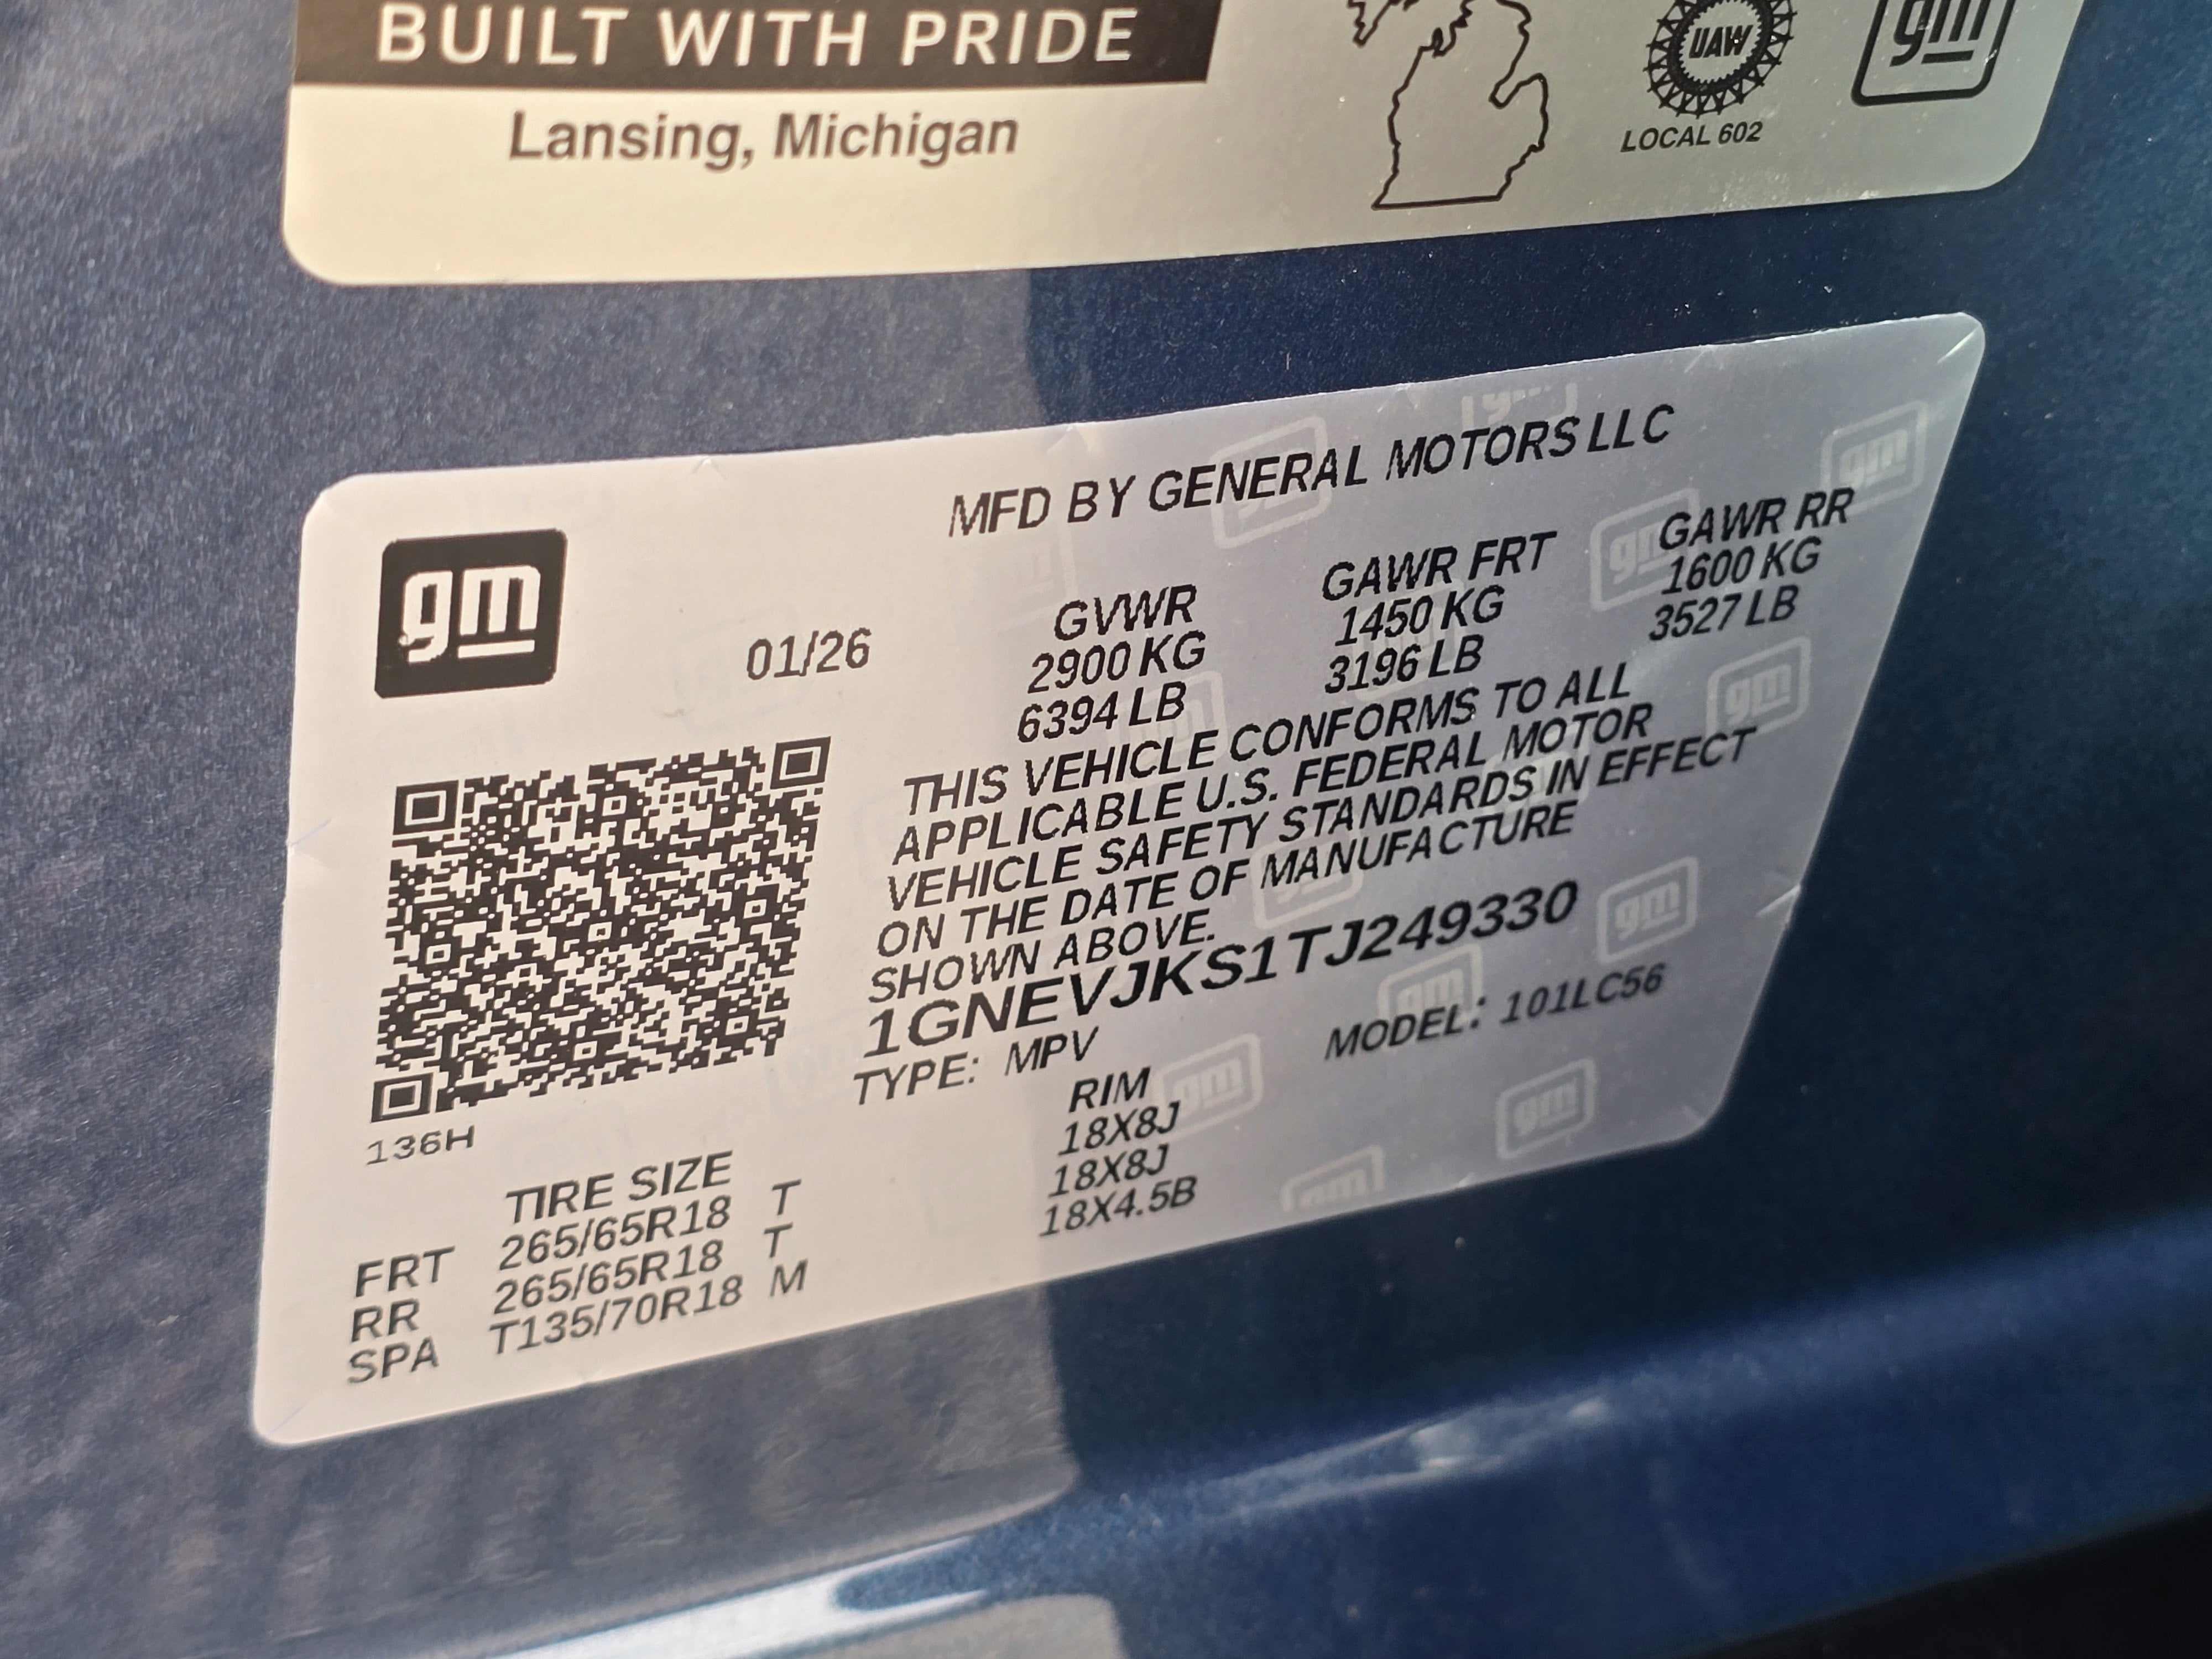 BUILT WITH PRIDE
Lansing, Michigan
UAW
LOCAL 602
gm
MFD BY GENERAL MOTORS LLC
gm
01/26
GVWR GAWR FRT GAWR RR
2900 KG 1450 KG 1600 KG
6394 LB 3196 LB 3527 LB
THIS VEHICLE CONFORMS TO ALL
APPLICABLE U.S. FEDERAL MOTOR
VEHICLE SAFETY STANDARDS IN EFFECT
ON THE DATE OF MANUFACTURE
SHOWN ABOVE.
1GNEVJKS1TJ249330
TYPE: MPV MODEL: 101LC56
136H
TIRE SIZE RIM
FRT 265/65R18 T 18X8J
RR 265/65R18 T 18X8J
SPA T135/70R18 M 18X4.5B